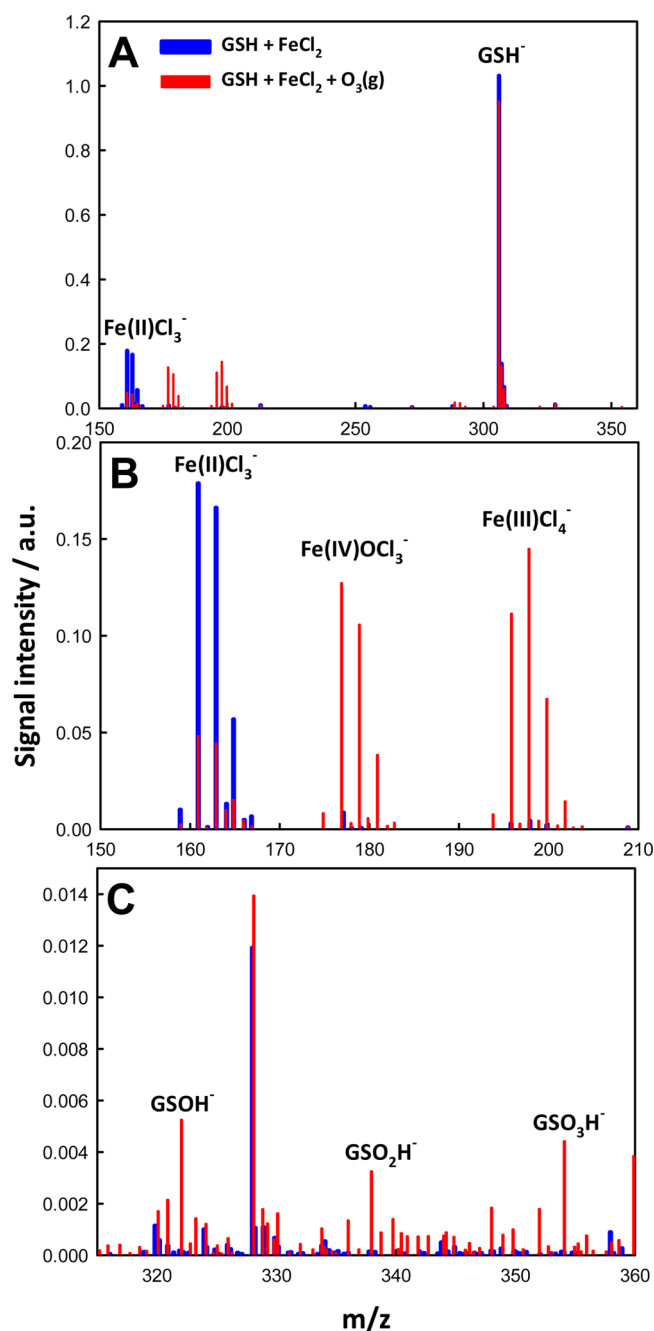 A
GSH + FeCl₂
GSH + FeCl₂ + O₃(g)
GSH⁻
Fe(II)Cl₃⁻
1.2
1.0
0.8
0.6
0.4
0.2
0.0
150 200 250 300 350
B
Fe(II)Cl₃⁻
Fe(IV)OCl₃⁻
Fe(III)Cl₄⁻
0.20
0.15
0.10
0.05
0.00
150 160 170 180 190 200 210
Signal intensity / a.u.
C
GSOH⁻
GSO₂H⁻
GSO₃H⁻
0.014
0.012
0.010
0.008
0.006
0.004
0.002
0.000
320 330 340 350 360
m/z